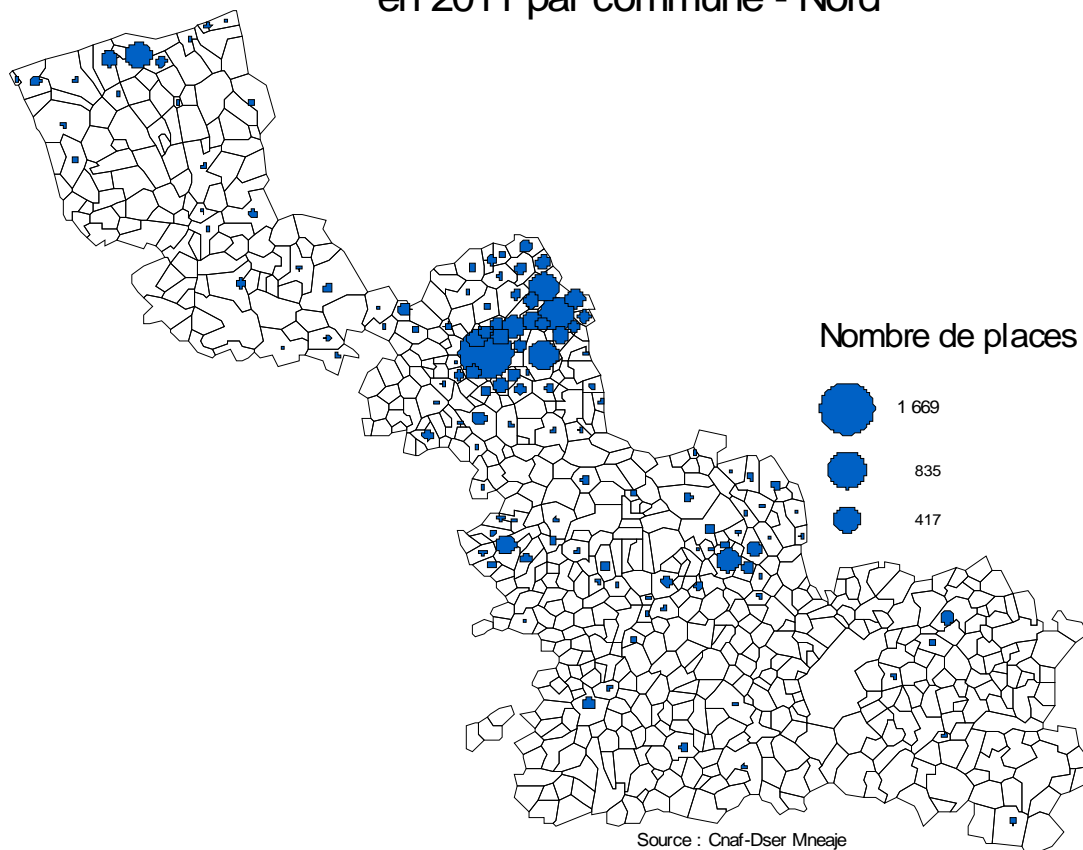 en 2011 par commune - Nord
Nombre de places
1 669
835
417
Source : Cnaf-Dser Mneaje